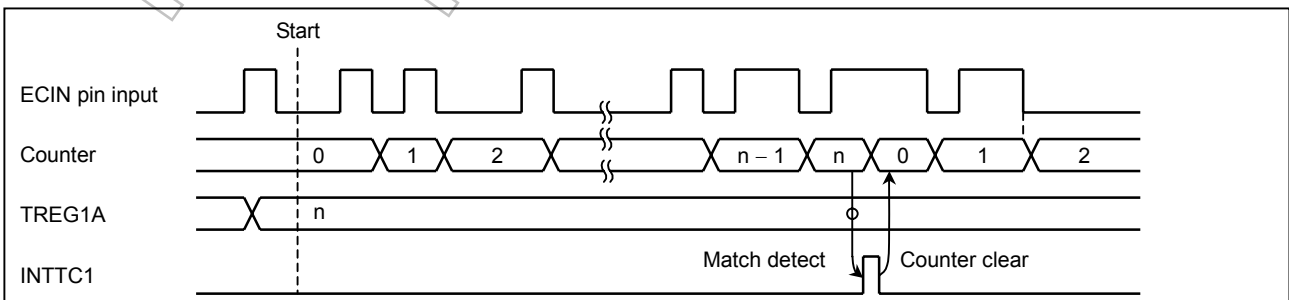 Start
ECIN pin input
Counter 0 1 2 n − 1 n 0 1 2
TREG1A n
Match detect Counter clear
INTTC1